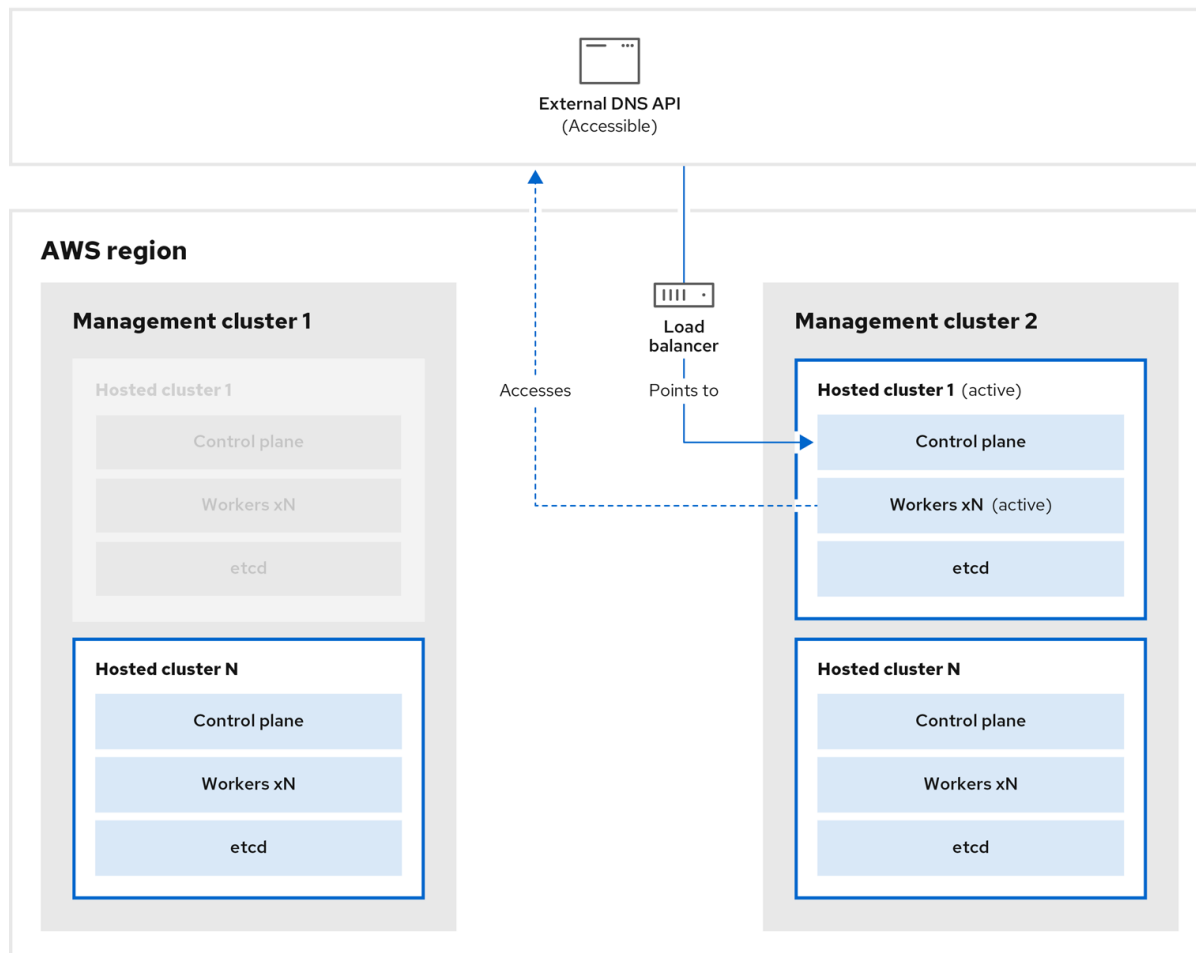 External DNS API
(Accessible)
AWS region
Management cluster 1
Hosted cluster 1
Control plane
Workers xN
etcd
Hosted cluster N
Control plane
Workers xN
etcd
Accesses
Load
balancer
Points to
Management cluster 2
Hosted cluster 1 (active)
Control plane
Workers xN (active)
etcd
Hosted cluster N
Control plane
Workers xN
etcd